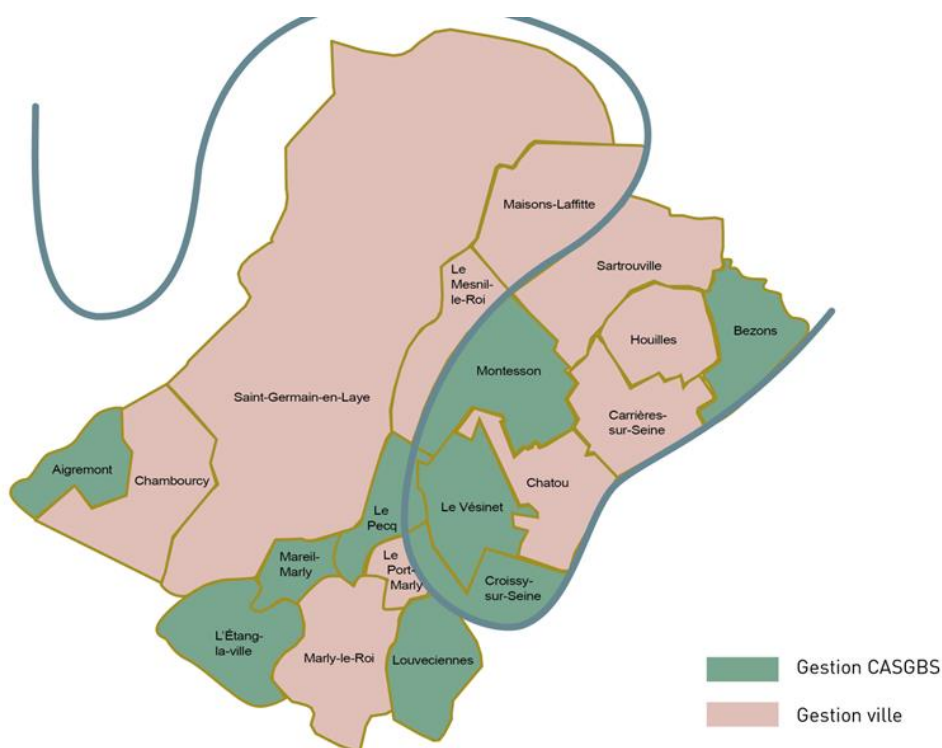 Maisons-Laffitte
Le
Mesnil-
le-Roi
Sartrouville
Houilles
Bezons
Montesson
Saint-Germain-en-Laye
Carrières-
sur-Seine
Aigremont
Chambourcy
Chatou
Le
Pecq
Le Vésinet
Mareil-
Marly
Le
Port-
Marly
Croissy-
sur-Seine
L'Étang-
la-ville
Marly-le-Roi
Louveciennes
Gestion CASGBS
Gestion ville